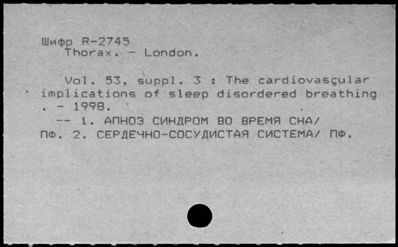 Шифр R-2745
Thorax. - London.
Vol. 53, suppl. 3 : The cardiovascular
implications of sleep disordered breathing
. - 1998.
-- 1. АПНОЭ СИНДРОМ ВО ВРЕМЯ СНА/
ПФ. 2. СЕРДЕЧНО-СОСУДИСТАЯ СИСТЕМА/ ПФ.